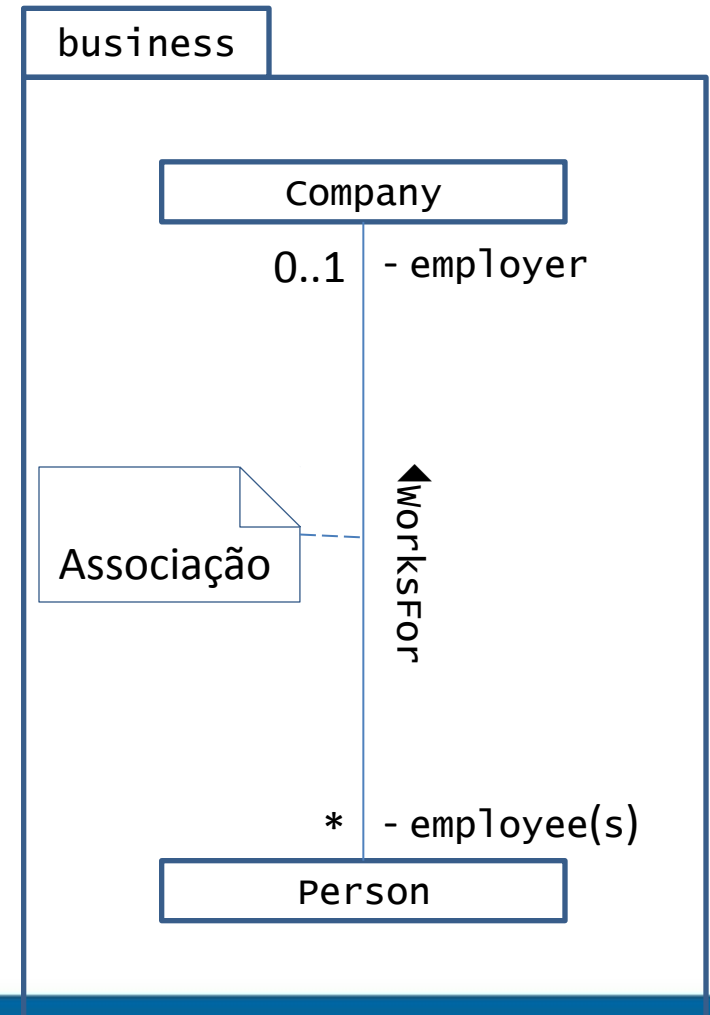 business
Company
0..1 - employer
WorksFor
Associação
* - employee(s)
Person